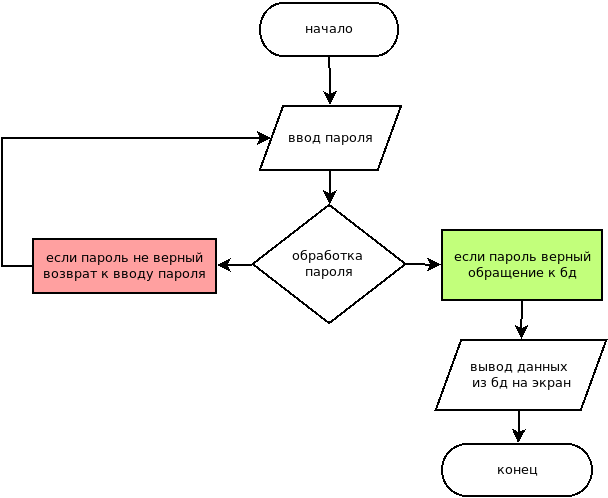 начало
ввод пароля
обработка
пароля
если пароль не верный
возврат к вводу пароля
если пароль верный
обращение к бд
вывод данных
из бд на экран
конец